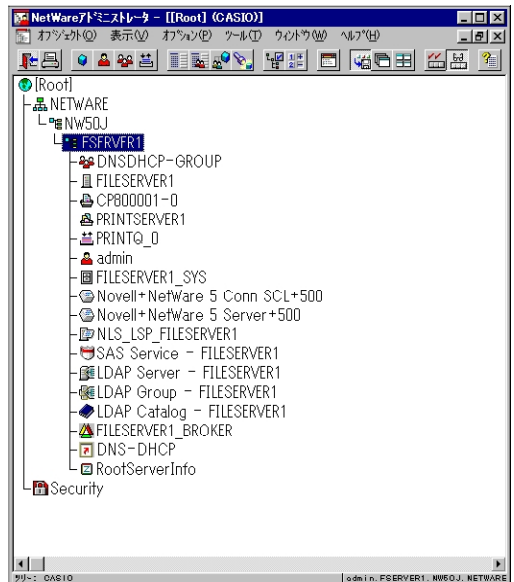 NetWareアドミニストレータ - [[Root] (CASIO)]
オブジェクト(O) 表示(V) オプション(P) ツール(T) ウィンドウ(W) ヘルプ(H)
[Root]
NETWARE
NW50J
FSERVER1
DNSDHCP-GROUP
FILESERVER1
CP800001-0
PRINTSERVER1
PRINTQ_0
admin
FILESERVER1_SYS
Novell+NetWare 5 Conn SCL+500
Novell+NetWare 5 Server+500
NLS_LSP_FILESERVER1
SAS Service - FILESERVER1
LDAP Server - FILESERVER1
LDAP Group - FILESERVER1
LDAP Catalog - FILESERVER1
FILESERVER1_BROKER
DNS-DHCP
RootServerInfo
Security
ツリー: CASIO admin.FSERVER1.NW50J.NETWARE